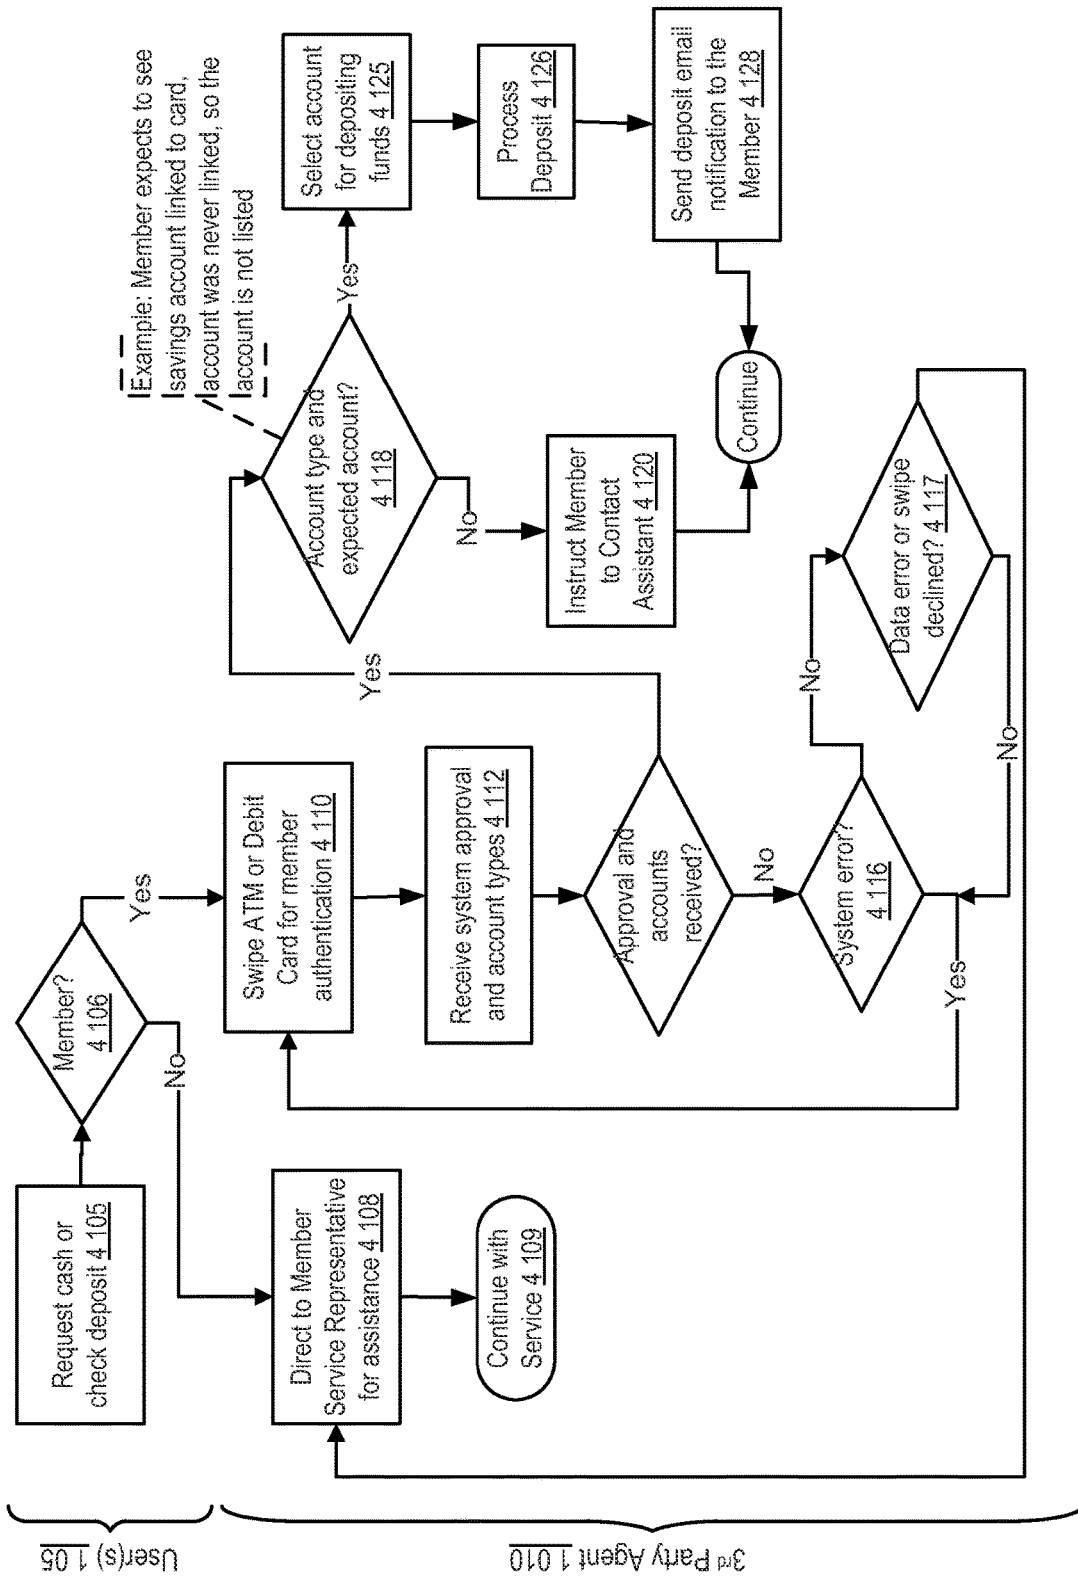 User(s) 1 05
3rd Party Agent 1 010
Request cash or
check deposit 4 105
Member?
4 106
Yes
No
Direct to Member
Service Representative
for assistance 4 108
Continue with
Service 4 109
Swipe ATM or Debit
Card for member
authentication 4 110
Receive system approval
and account types 4 112
Approval and
accounts
received?
Yes
No
System error?
4 116
Yes
No
Data error or swipe
declined? 4 117
No
Account type and
expected account?
4 118
Example: Member expects to see
savings account linked to card,
account was never linked, so the
account is not listed
Yes
No
Instruct Member
to Contact
Assistant 4 120
Select account
for depositing
funds 4 125
Process
Deposit 4 126
Send deposit email
notification to the
Member 4 128
Continue